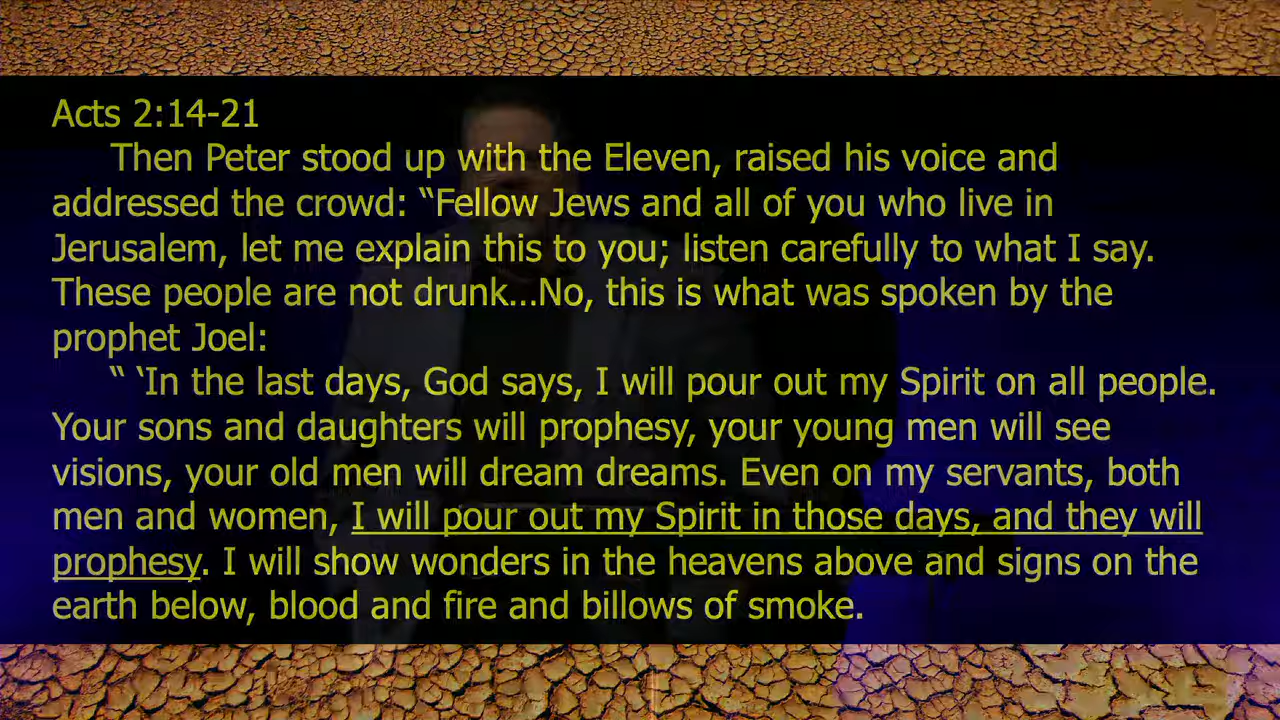 Acts 2:14-21
Then Peter stood up with the Eleven, raised his voice and
addressed the crowd: “Fellow Jews and all of you who live in
Jerusalem, let me explain this to you; listen carefully to what I say.
These people are not drunk...No, this is what was spoken by the
prophet Joel:
“ ‘In the last days, God says, I will pour out my Spirit on all people.
Your sons and daughters will prophesy, your young men will see
visions, your old men will dream dreams. Even on my servants, both
men and women, I will pour out my Spirit in those days, and they will
prophesy. I will show wonders in the heavens above and signs on the
earth below, blood and fire and billows of smoke.